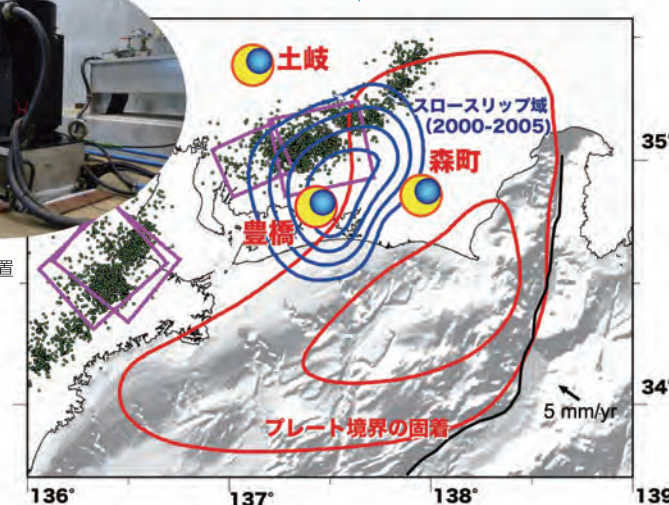 土岐
スロースリップ域
(2000-2005)
35°
森町
豊橋
置
34°
5 mm/yr
プレート境界の固着
136°
137°
138°
139